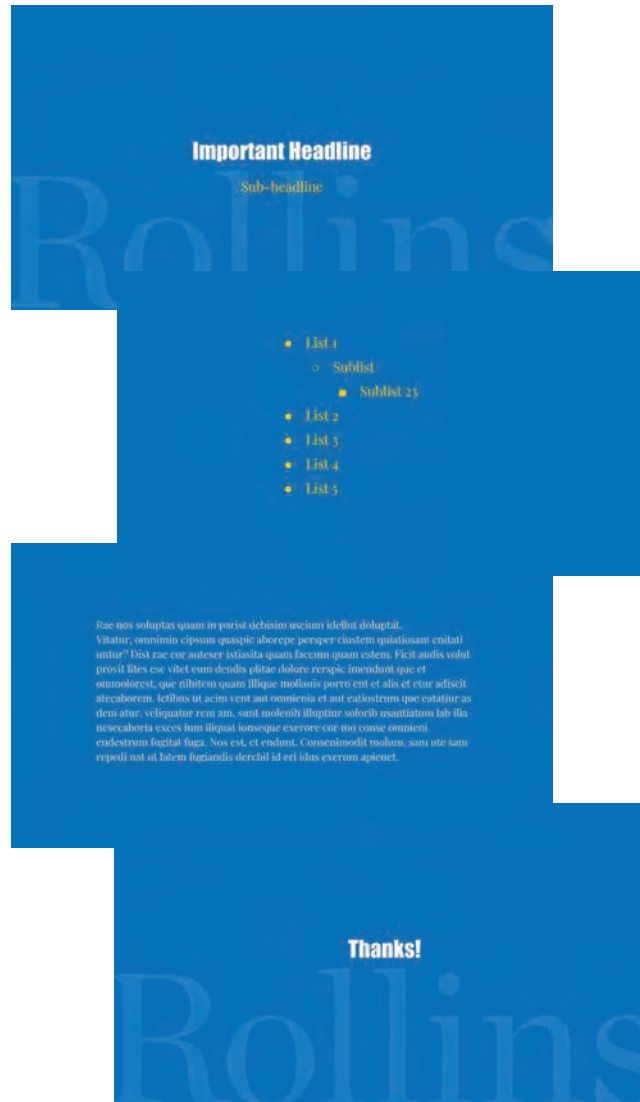 Important Headline
Sub-headline
Rollins
List 1
Sublist
Sublist 23
List 2
List 3
List 4
List 5
Rae nos soluptas quam in parist debisim uscium idellut doluptat.
Vitatur, omnimin cipsum quaspic aborepe persper ciustem quiatiosam enitati
untur? Dist rae cor auteser istiasita quam faccum quam estem. Ficit audis volut
provit lites ese vitet eum dendis plitae dolore rerspic imendunt que et
ommolorest, que nihitem quam illique mollanis porro ent et alis et etur adiscit
atecaborem. Ictibus ut acim vent aut omnienia et aut eatiostrum que eatatiur as
dem atur, veliquatur rem am, sunt molenih illuptiur solorib usantiatum lab ilia
nesecaboria exces ium iliquat ionseque exerore cor mo conse omnieni
endestrum fugitat fuga. Nos est, et endunt. Consenimodit molum, sam ute sam
repedi nat ut latem fugiandis derchil id eri idus exerum apienet.
Thanks!
Rollins